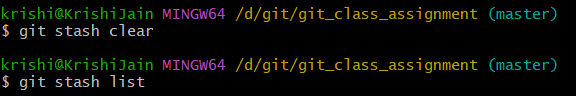 krishi@KrishiJain MINGW64 /d/git/git_class_assignment (master)
$ git stash clear
krishi@KrishiJain MINGW64 /d/git/git_class_assignment (master)
$ git stash list